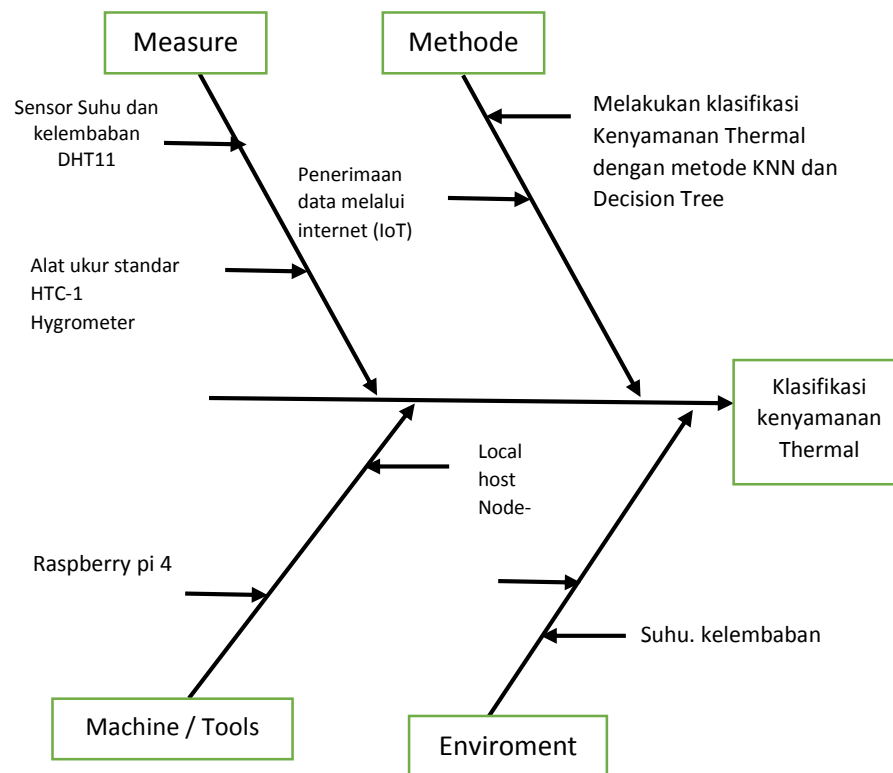 Measure
Methode
Sensor Suhu dan
kelembaban
DHT11
Melakukan klasifikasi
Kenyamanan Thermal
dengan metode KNN dan
Decision Tree
Penerimaan
data melalui
internet (IoT)
Alat ukur standar
HTC-1
Hygrometer
Klasifikasi
kenyamanan
Thermal
Local
host
Node-
Raspberry pi 4
Suhu. kelembaban
Machine / Tools
Enviroment